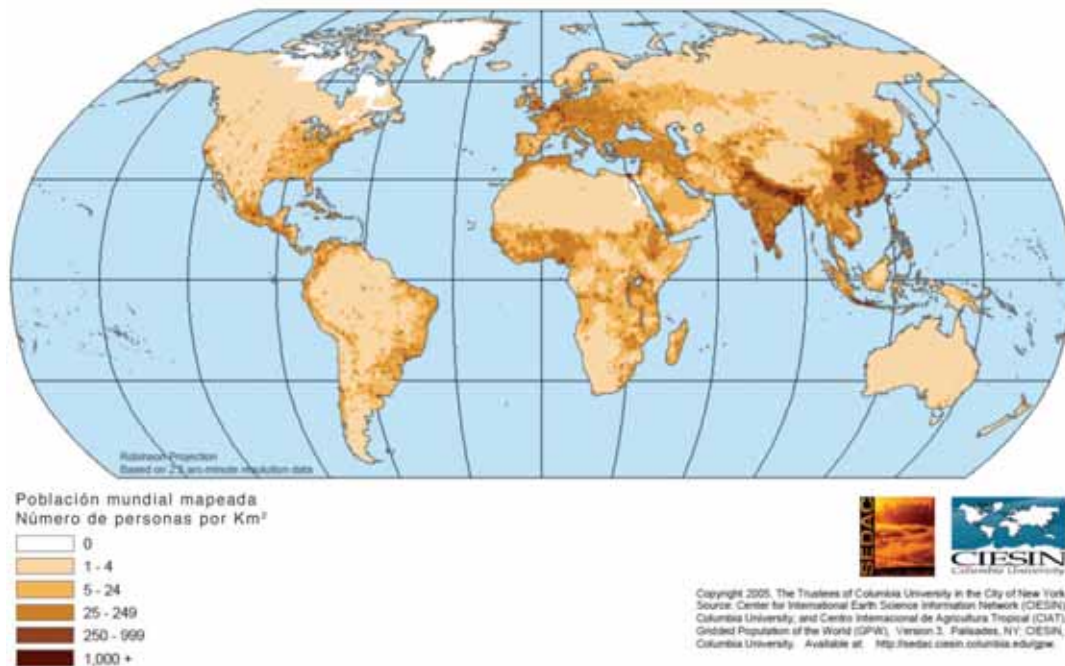 Robinson Projection
Based on 2.5 arc-minute resolution data
Población mundial mapeada
Número de personas por Km²
0
1 - 4
5 - 24
25 - 249
250 - 999
1,000 +
SEDAC
CIESIN
Columbia University
Copyright 2005, The Trustees of Columbia University in the City of New York
Source: Center for International Earth Science Information Network (CIESIN)
Columbia University; and Centro Internacional de Agricultura Tropical (CIAT),
Gridded Population of the World (GPW), Version 3. Palisades, NY: CIESIN,
Columbia University. Available at: http://sedac.ciesin.columbia.edu/gpw.